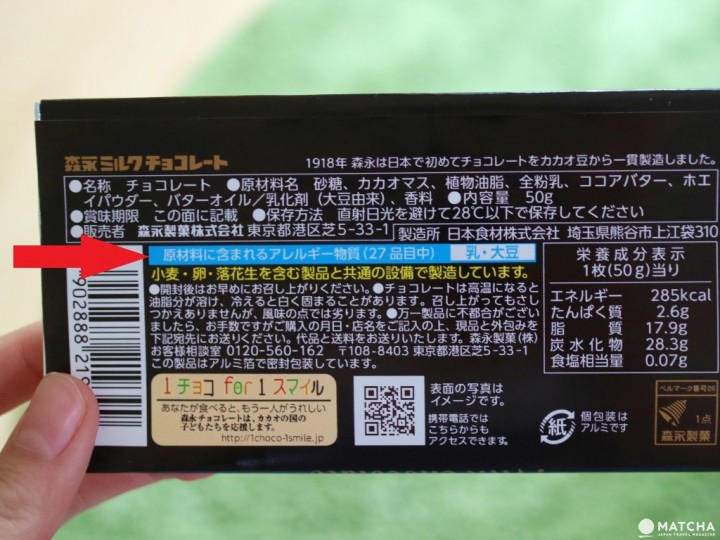 森永ミルクチョコレート
1918年 森永は日本で初めてチョコレートをカカオ豆から一貫製造しました。
●名称 チョコレート ●原材料名 砂糖、カカオマス、植物油脂、全粉乳、ココアバター、ホエ
イパウダー、バターオイル／乳化剤（大豆由来）、香料 ●内容量 50g
●賞味期限 この面に記載 ●保存方法 直射日光を避けて28℃以下で保存してください
●販売者 森永製菓株式会社 東京都港区芝5-33-1
製造所 日本食材株式会社 埼玉県熊谷市上江袋310
原材料に含まれるアレルギー物質(27品目中) 乳・大豆
小麦・卵・落花生を含む製品と共通の設備で製造しています。
●開封後はお早めにお召し上がりください。●チョコレートは高温になると
油脂分が溶け、冷えると白く固まることがあります。召し上がってもさし
つかえありませんが、風味の点では劣ります。●万一製品に不都合がござい
ましたら、お手数ですがご購入の月日・店名をご記入の上、現品と外包みを下
記宛先にお送りください。代品と送料をお送りいたします。森永製菓（株）
お客様相談室 0120-560-162 〒108-8403 東京都港区芝5-33-1
この製品はアルミ箔で密封包装しています。
栄養成分表示
1枚(50g)当り
エネルギー 285kcal
たんぱく質 2.6g
脂質 17.9g
炭水化物 28.3g
食塩相当量 0.07g
902888 219
1チョコ for 1スマイル
あなたが食べると、もう一人がうれしい
森永チョコレートは、カカオの国の
子どもたちを応援します。
http://1choco-1smile.jp
表面の写真は
イメージです。
携帯電話では
こちらからも
アクセスできます。
紙
個包装は
アルミです
ベルマーク番号26
1点
森永製菓
MATCHA
JAPAN TRAVEL MAGAZINE